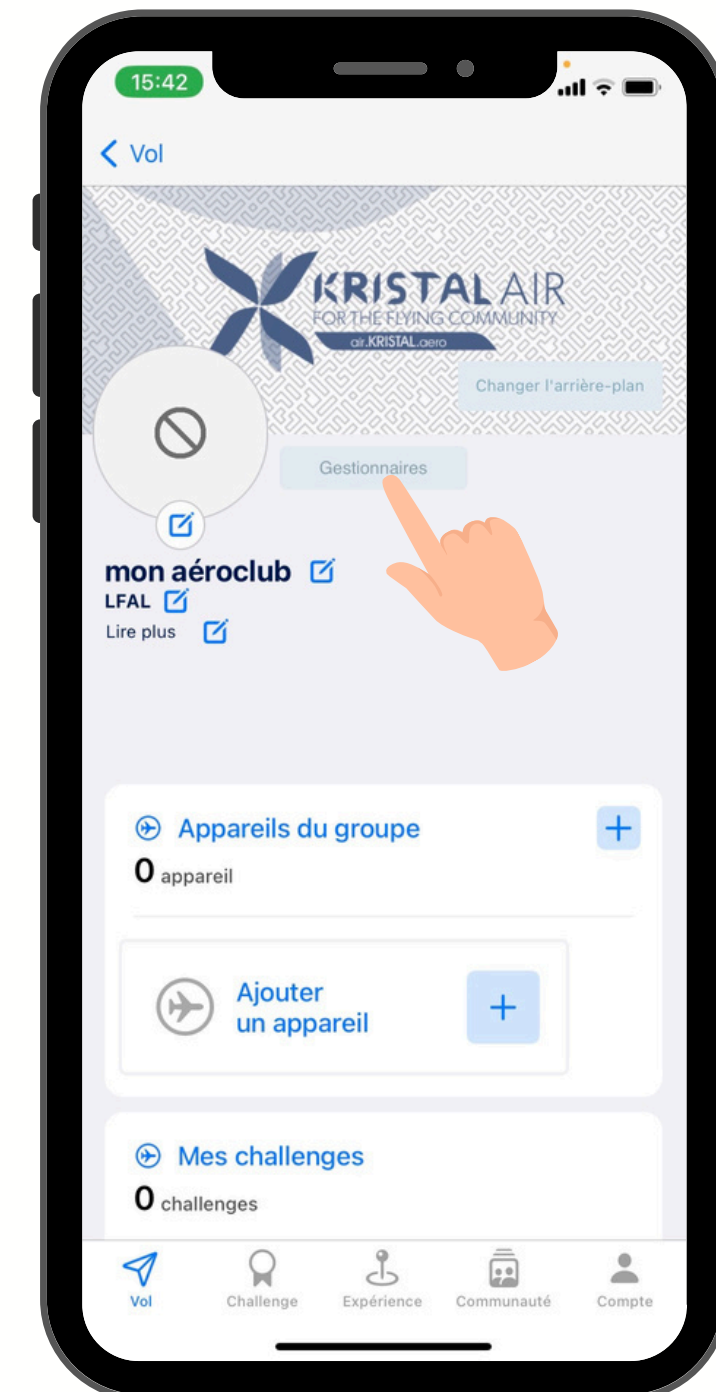 15:42
Vol
KRISTAL AIR
FOR THE FLYING COMMUNITY
air.KRISTAL.aero
Changer l'arrière-plan
Gestionnaires
mon aéroclub
LFAL
Lire plus
Appareils du groupe
0 appareil
Ajouter
un appareil
Mes challenges
0 challenges
Vol Challenge Expérience Communauté Compte